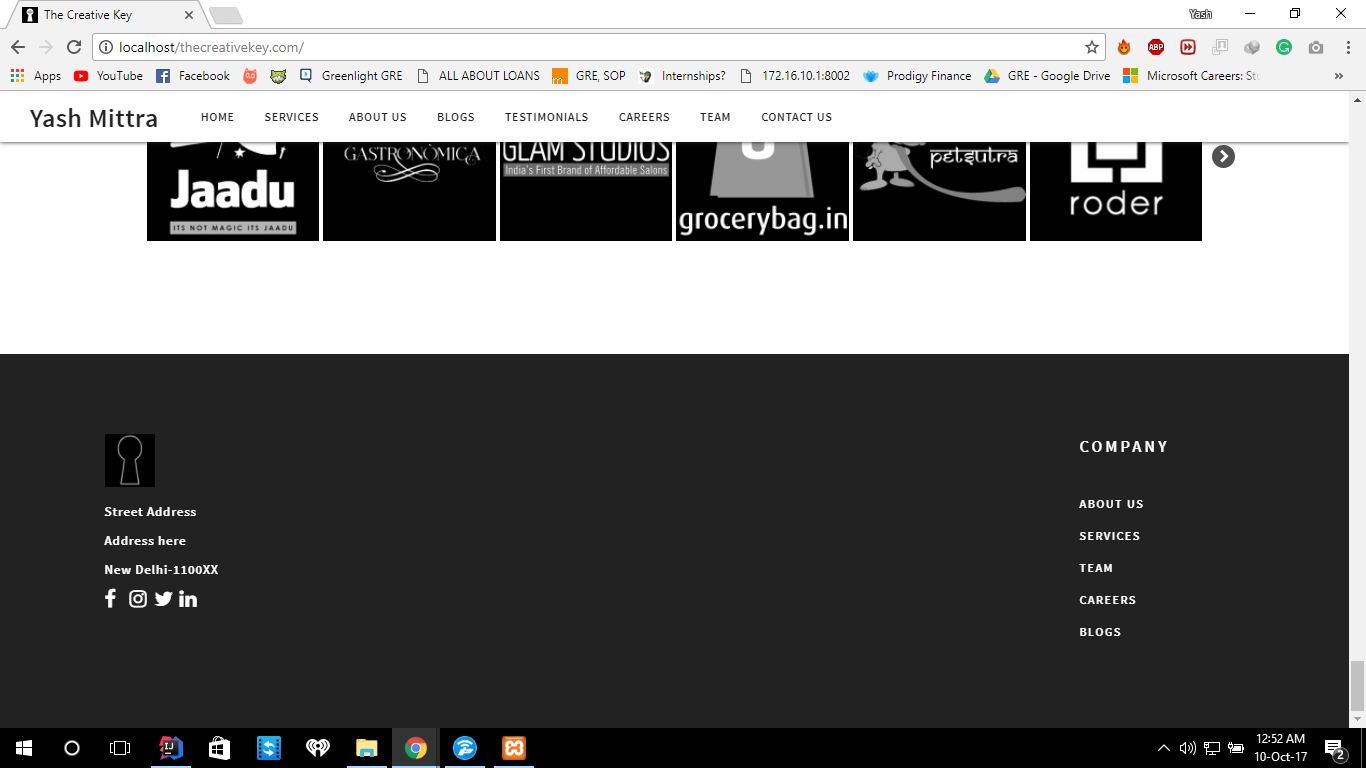 The Creative Key
Yash
localhost/thecreativekey.com/
Apps YouTube Facebook Greenlight GRE ALL ABOUT LOANS GRE, SOP Internships? 172.16.10.1:8002 Prodigy Finance GRE - Google Drive Microsoft Careers: Stu »
Yash Mittra HOME SERVICES ABOUT US BLOGS TESTIMONIALS CAREERS TEAM CONTACT US
Jaadu
ITS NOT MAGIC ITS JAADU
GASTRONÒMICA
GLAM STUDIOS
India's First Brand of Affordable Salons
grocerybag.in
petsutra
roder
Street Address
Address here
New Delhi-1100XX
COMPANY
ABOUT US
SERVICES
TEAM
CAREERS
BLOGS
12:52 AM
10-Oct-17
2